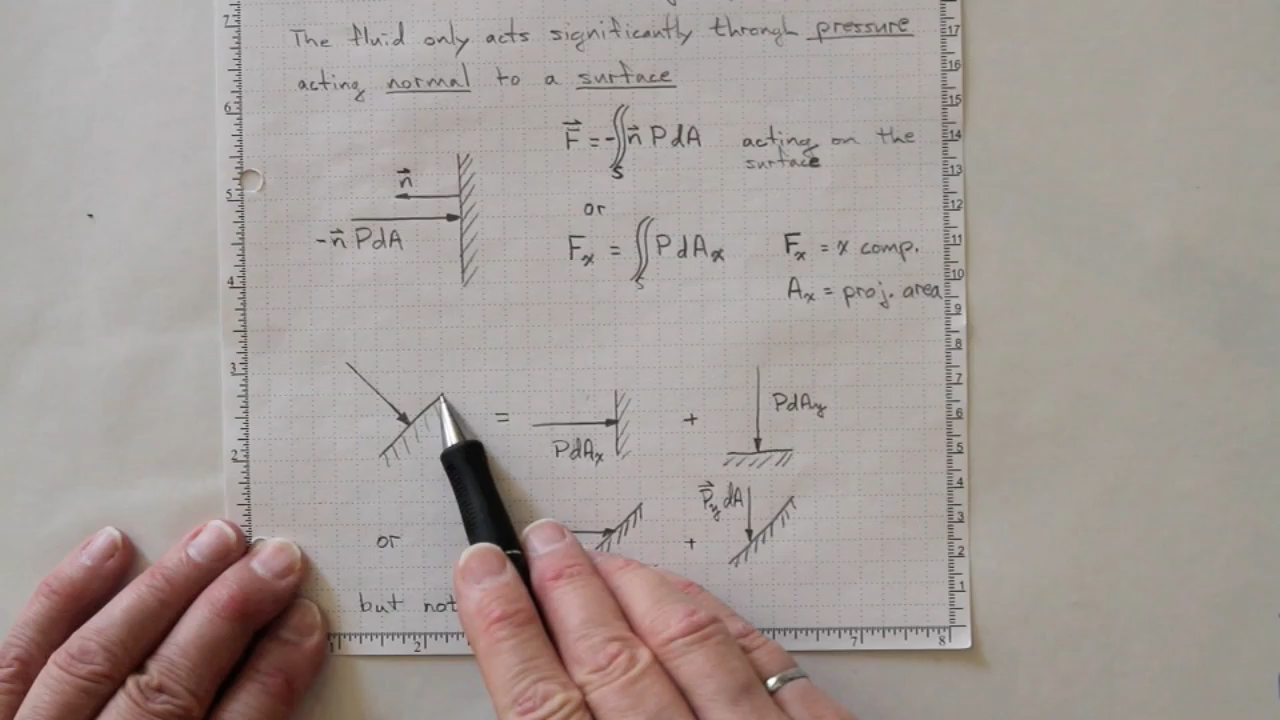 The fluid only acts significantly through pressure
acting normal to a surface
F⃗ = -∬ n⃗ P dA acting on the
S surface
n⃗
or
-n⃗ PdA
Fx = ∬ P dAx Fx = x comp.
S
Ax = proj. area
= PdAx + PdAy
or
+ P⃗y dA
but not